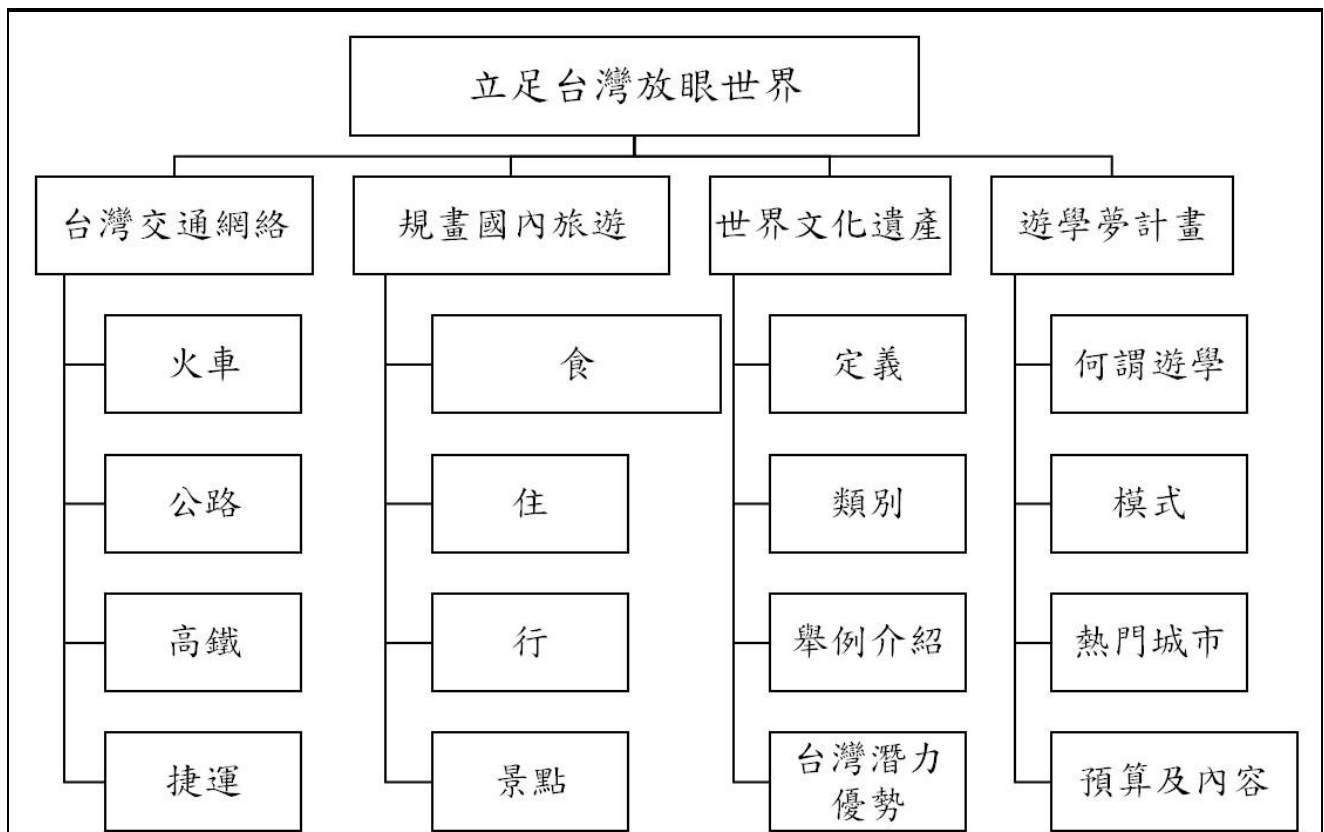 立足台灣放眼世界
台灣交通網絡
規畫國內旅遊
世界文化遺產
遊學夢計畫
火車
食
定義
何謂遊學
公路
住
類別
模式
高鐵
行
舉例介紹
熱門城市
捷運
景點
台灣潛力
優勢
預算及內容